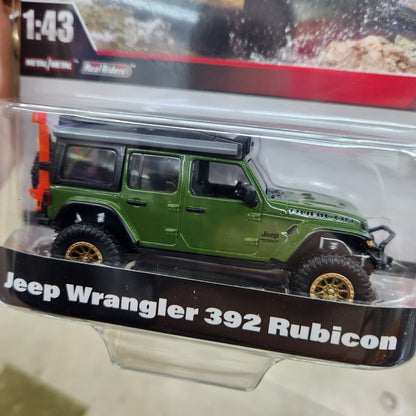 1:43
METAL/METAL
Real Riders
RUBICON
Jeep
Jeep Wrangler 392 Rubicon